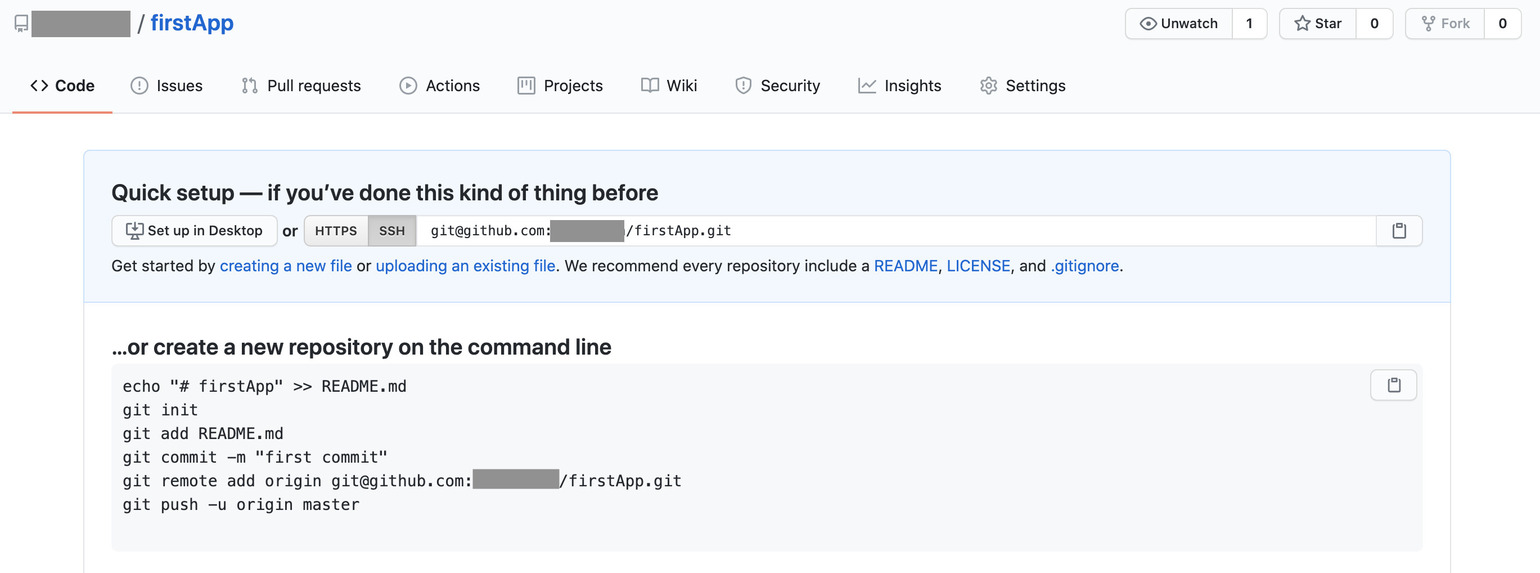 / firstApp
Unwatch 1 Star 0 Fork 0
Code Issues Pull requests Actions Projects Wiki Security Insights Settings
Quick setup — if you’ve done this kind of thing before
Set up in Desktop or HTTPS SSH git@github.com: /firstApp.git
Get started by creating a new file or uploading an existing file. We recommend every repository include a README, LICENSE, and .gitignore.
…or create a new repository on the command line
echo "# firstApp" >> README.md
git init
git add README.md
git commit -m "first commit"
git remote add origin git@github.com: /firstApp.git
git push -u origin master